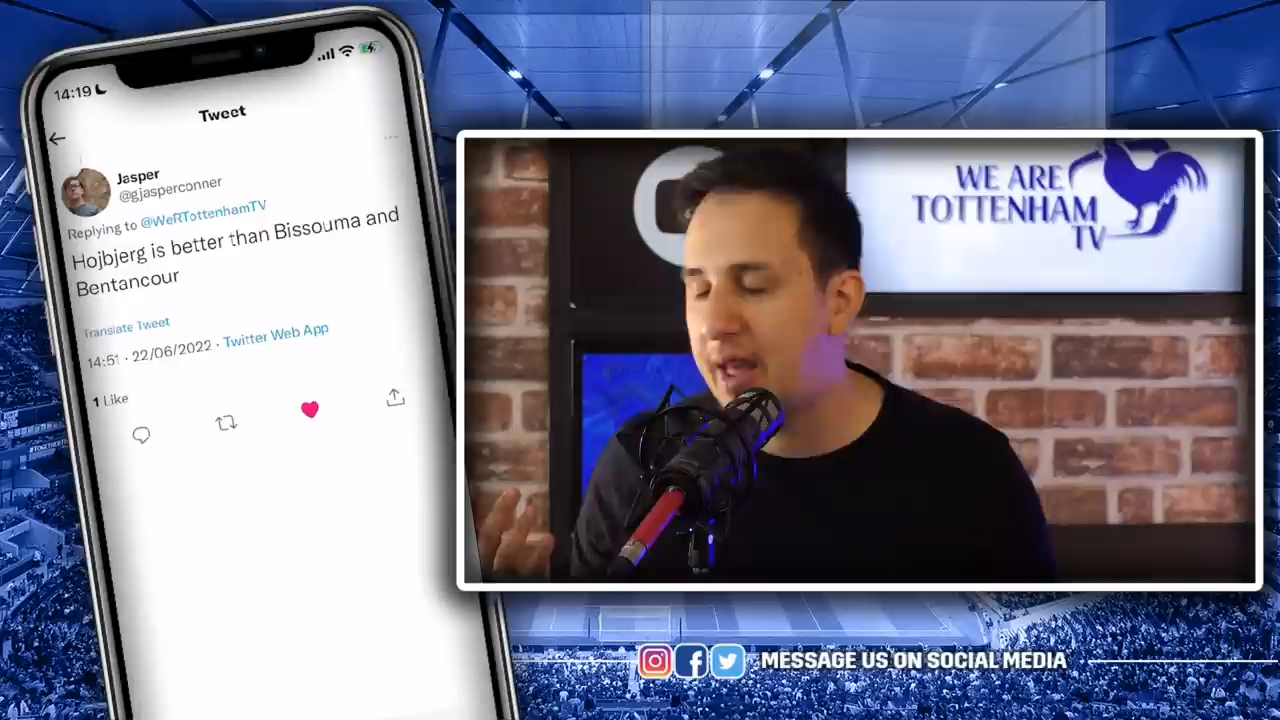 14:19
Tweet
Jasper
@gjasperconner
Replying to @WeRTottenhamTV
Hojbjerg is better than Bissouma and
Bentancour
Translate Tweet
14:51 · 22/06/2022 · Twitter Web App
1 Like
WE ARE
TOTTENHAM
TV
MESSAGE US ON SOCIAL MEDIA